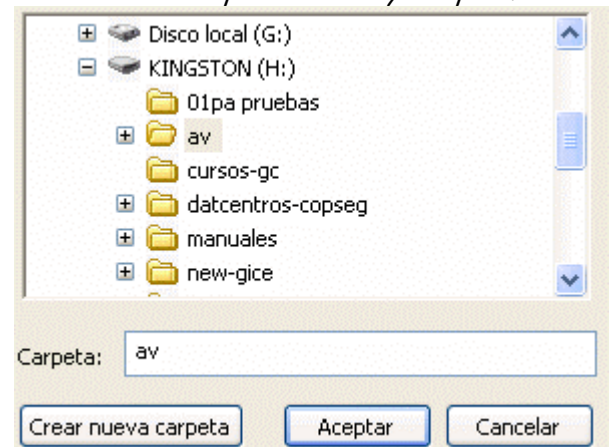 Disco local (G:)
KINGSTON (H:)
01pa pruebas
av
cursos-gc
datcentros-copseg
manuales
new-gice
Carpeta: av
Crear nueva carpeta Aceptar Cancelar